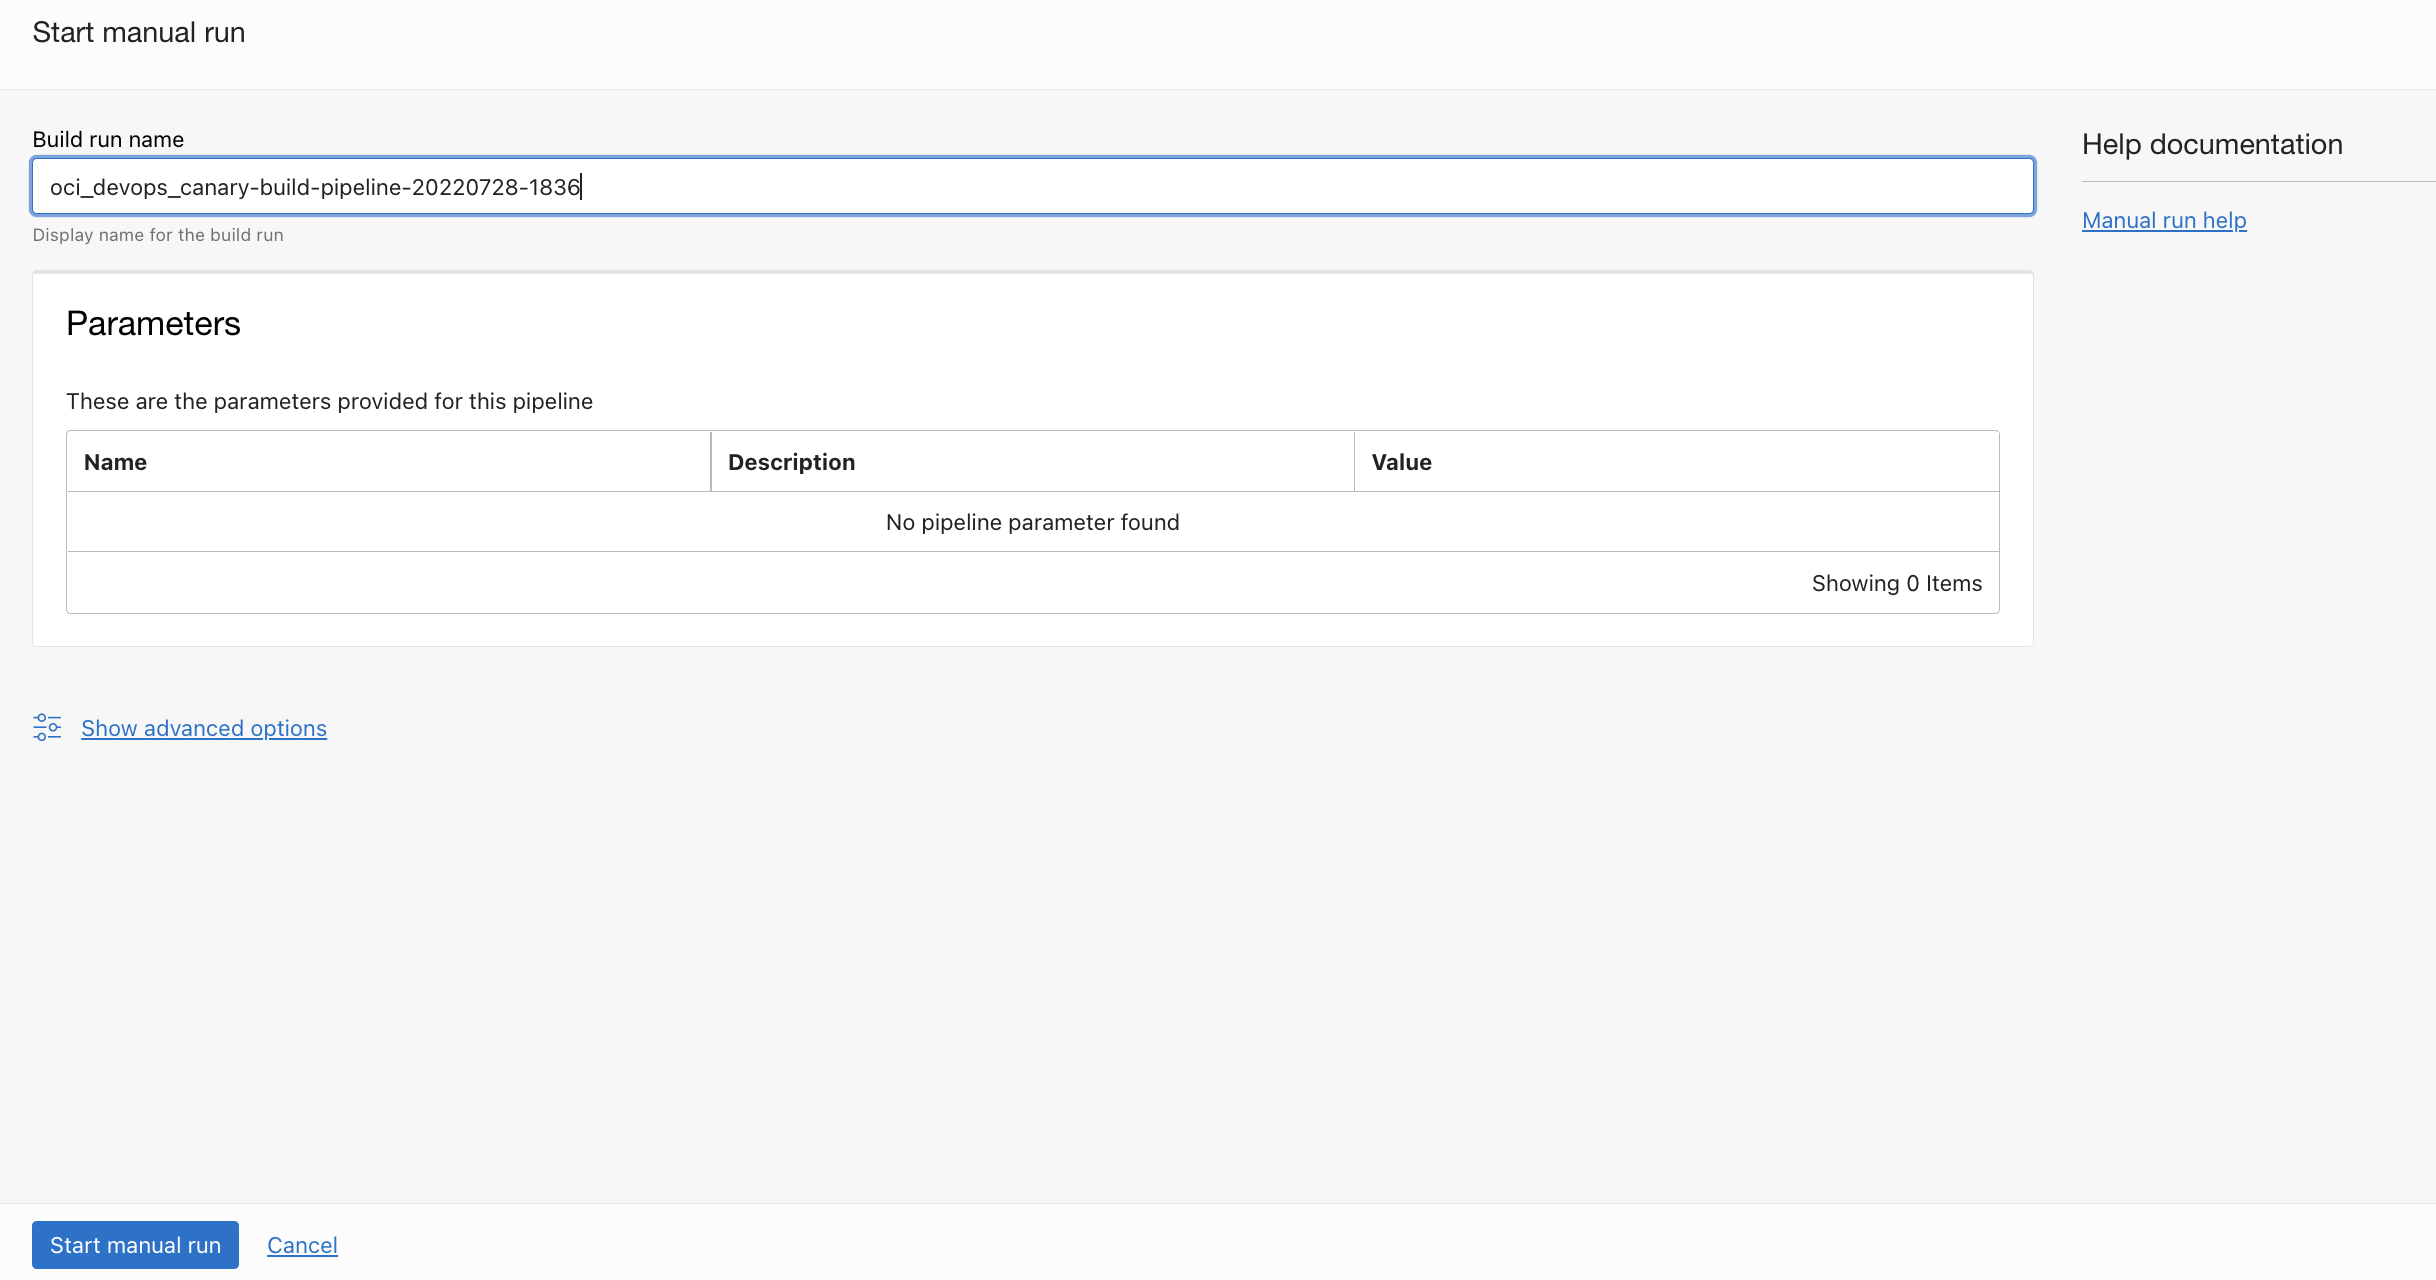 Start manual run
Build run name
oci_devops_canary-build-pipeline-20220728-1836
Display name for the build run
Help documentation
Manual run help
Parameters
These are the parameters provided for this pipeline
Name Description Value
No pipeline parameter found
Showing 0 Items
Show advanced options
Start manual run Cancel